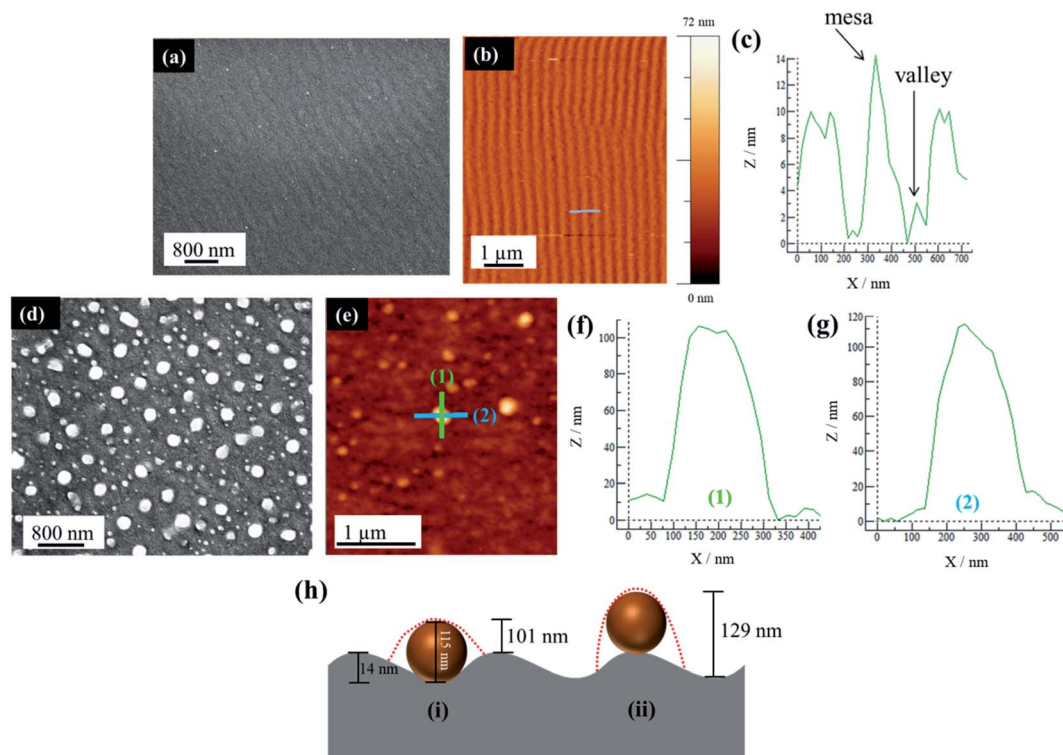 (a)
800 nm
(b)
1 µm
72 nm
0 nm
(c)
mesa
valley
14
12
10
8
6
4
2
0
Z / nm
0 100 200 300 400 500 600 700
X / nm
(d)
800 nm
(e)
(1)
(2)
1 µm
(f)
100
80
60
40
20
0
Z / nm
(1)
0 50 100 150 200 250 300 350 400
X / nm
(g)
120
100
80
60
40
20
0
Z / nm
(2)
0 100 200 300 400 500
X / nm
(h)
14 nm
115 nm
101 nm
129 nm
(i)
(ii)